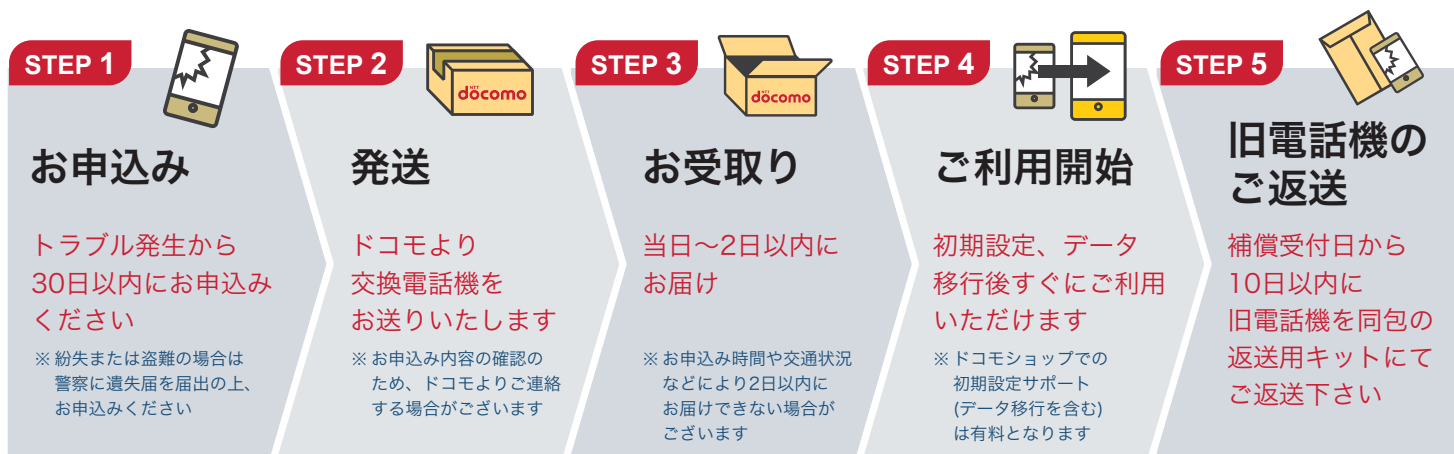 STEP 1
お申込み
トラブル発生から
30日以内にお申込み
ください
※ 紛失または盗難の場合は
警察に遺失届を届出の上、
お申込みください
STEP 2
NTT
döcomo
発送
ドコモより
交換電話機を
お送りいたします
※ お申込み内容の確認の
ため、ドコモよりご連絡
する場合がございます
STEP 3
NTT
döcomo
お受取り
当日〜2日以内に
お届け
※ お申込み時間や交通状況
などにより2日以内に
お届けできない場合が
ございます
STEP 4
ご利用開始
初期設定、データ
移行後すぐにご利用
いただけます
※ ドコモショップでの
初期設定サポート
(データ移行を含む)
は有料となります
STEP 5
旧電話機の
ご返送
補償受付日から
10日以内に
旧電話機を同包の
返送用キットにて
ご返送下さい